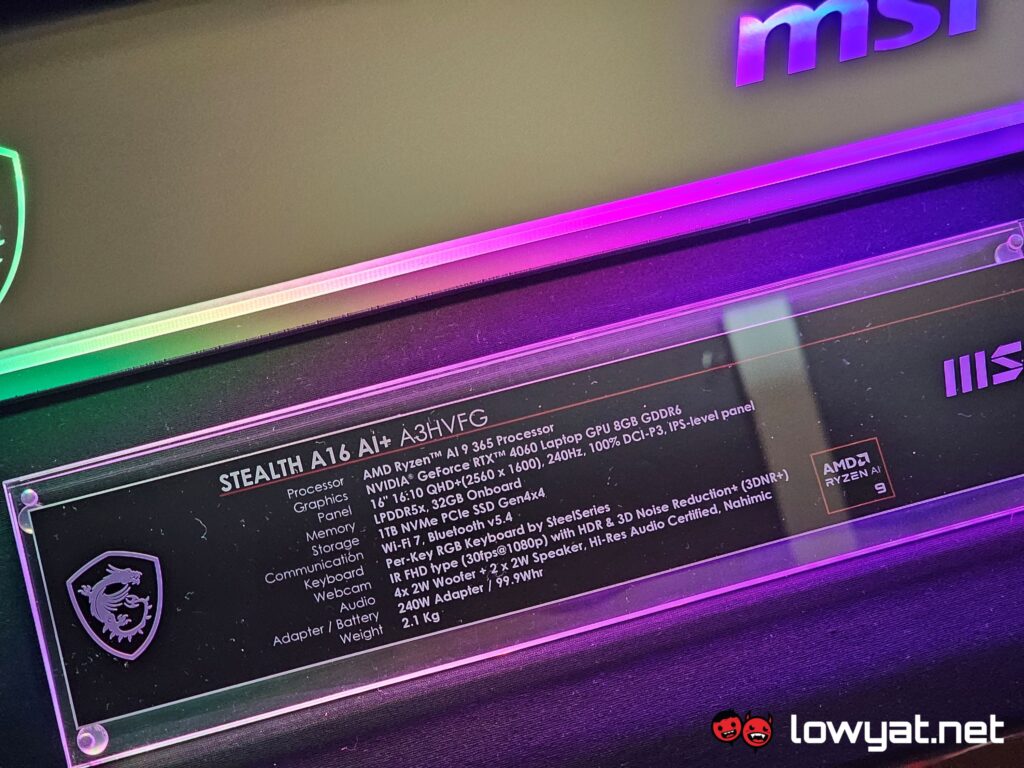 msi
msi
STEALTH A16 AI+ A3HVFG
Processor AMD Ryzen™ AI 9 365 Processor
Graphics NVIDIA® GeForce RTX™ 4060 Laptop GPU 8GB GDDR6
Panel 16" 16:10 QHD+(2560 x 1600), 240Hz, 100% DCI-P3, IPS-level panel
Memory LPDDR5x, 32GB Onboard
Storage 1TB NVMe PCIe SSD Gen4x4
Communication Wi-Fi 7, Bluetooth v5.4
Keyboard Per-Key RGB Keyboard by SteelSeries
Webcam IR FHD type (30fps@1080p) with HDR & 3D Noise Reduction+ (3DNR+)
Audio 4x 2W Woofer + 2 x 2W Speaker, Hi-Res Audio Certified, Nahimic
Adapter / Battery 240W Adapter / 99.9Whr
Weight 2.1 Kg
AMD
RYZEN AI
9
lowyat.net